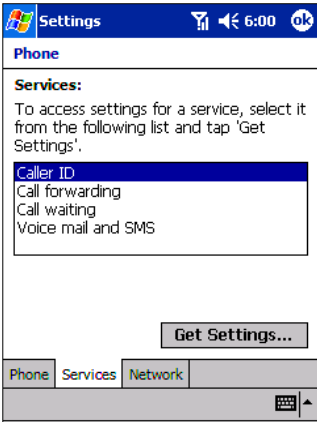 Settings 6:00 ok
Phone
Services:
To access settings for a service, select it
from the following list and tap 'Get
Settings'.
Caller ID
Call forwarding
Call waiting
Voice mail and SMS
Get Settings...
Phone Services Network